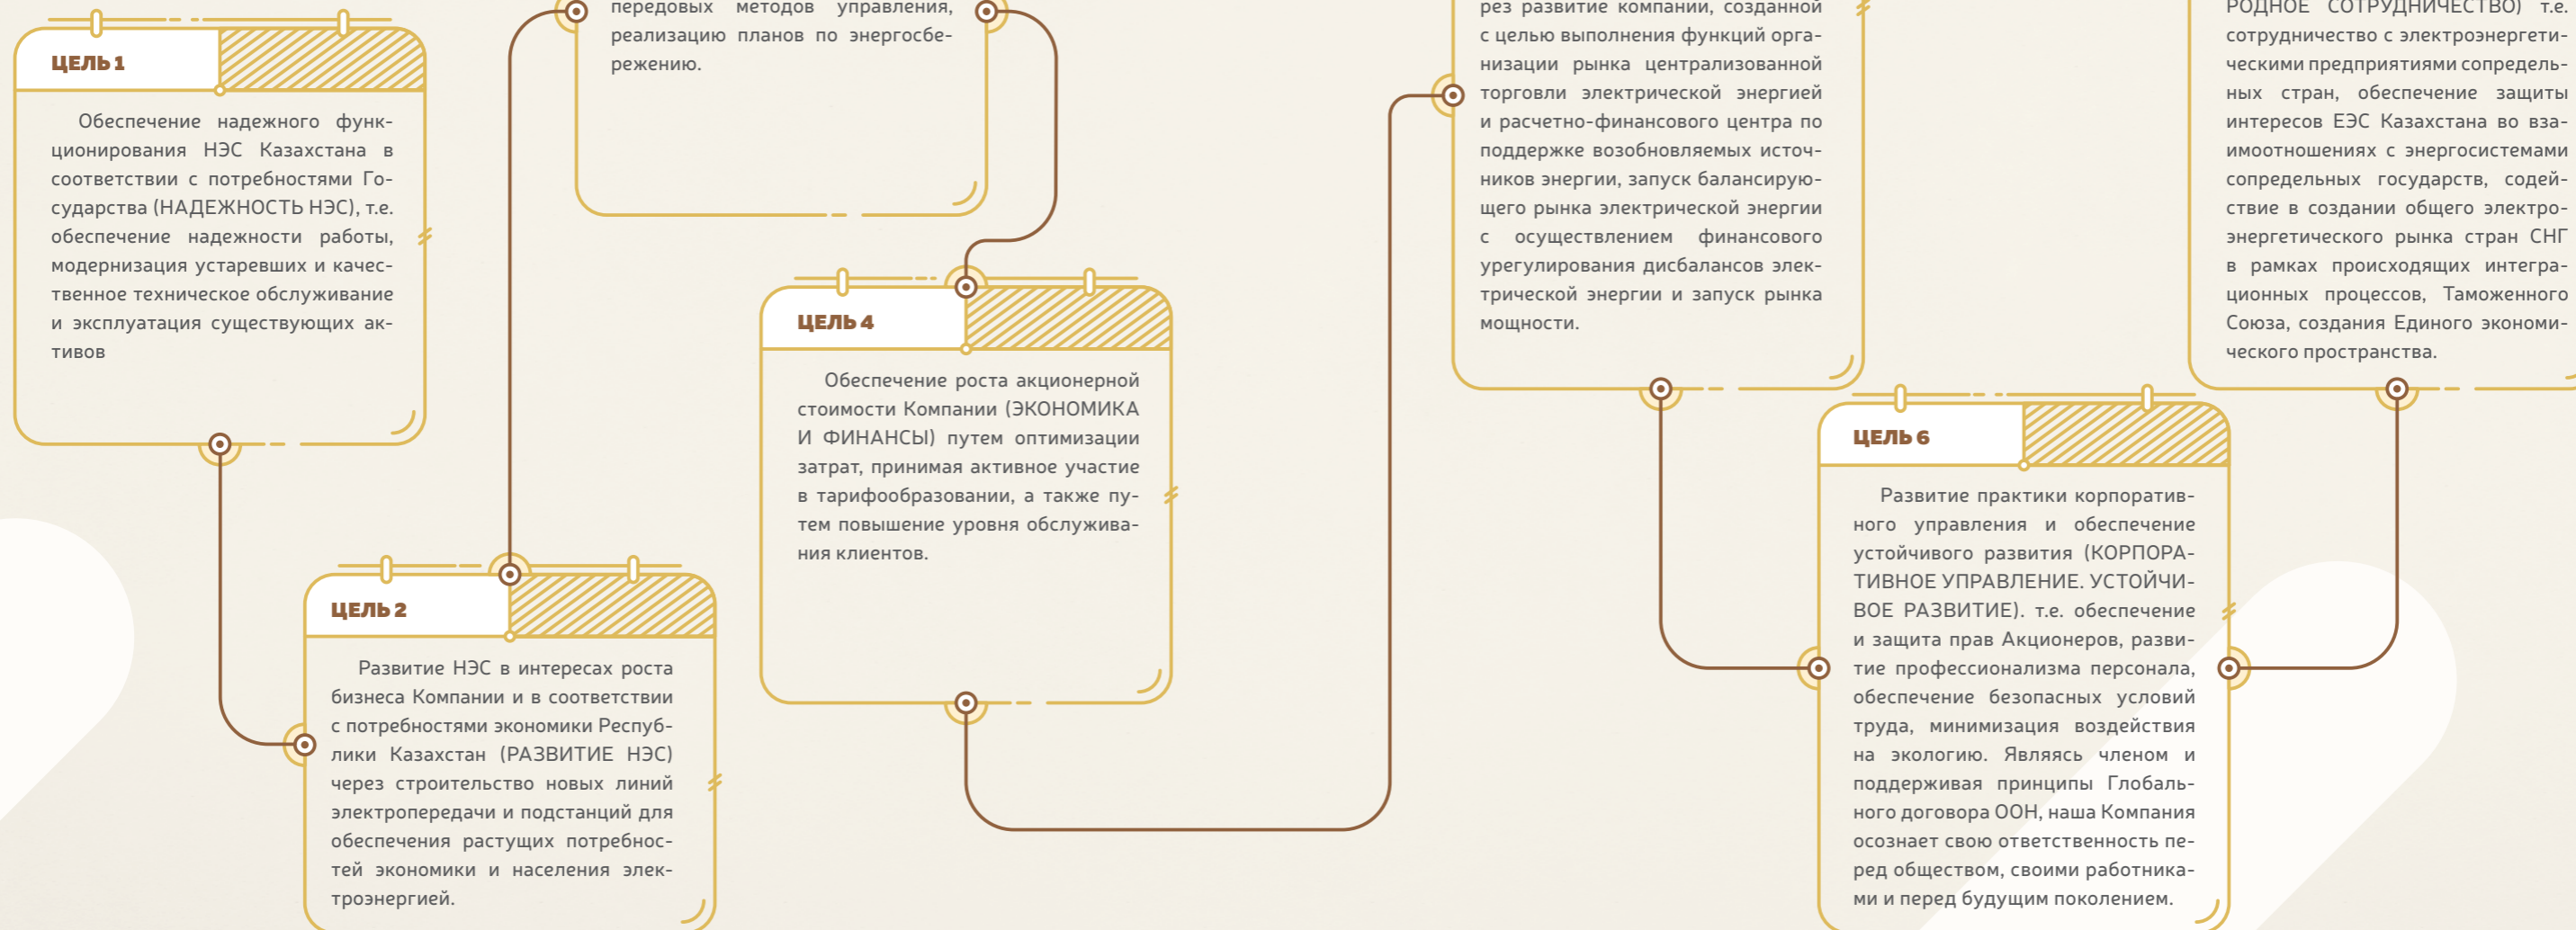 ЦЕЛЬ 1
Обеспечение надежного функ-
ционирования НЭС Казахстана в
соответствии с потребностями Го-
сударства (НАДЕЖНОСТЬ НЭС), т.е.
обеспечение надежности работы,
модернизация устаревших и качес-
твенное техническое обслуживание
и эксплуатация существующих ак-
тивов
ЦЕЛЬ 2
Развитие НЭС в интересах роста
бизнеса Компании и в соответствии
с потребностями экономики Респуб-
лики Казахстан (РАЗВИТИЕ НЭС)
через строительство новых линий
электропередачи и подстанций для
обеспечения растущих потребнос-
тей экономики и населения элек-
троэнергией.
передовых методов управления,
реализацию планов по энергосбе-
режению.
ЦЕЛЬ 4
Обеспечение роста акционерной
стоимости Компании (ЭКОНОМИКА
И ФИНАНСЫ) путем оптимизации
затрат, принимая активное участие
в тарифообразовании, а также пу-
тем повышение уровня обслужива-
ния клиентов.
рез развитие компании, созданной
с целью выполнения функций орга-
низации рынка централизованной
торговли электрической энергией
и расчетно-финансового центра по
поддержке возобновляемых источ-
ников энергии, запуск балансирую-
щего рынка электрической энергии
с осуществлением финансового
урегулирования дисбалансов элек-
трической энергии и запуск рынка
мощности.
ЦЕЛЬ 6
Развитие практики корпоратив-
ного управления и обеспечение
устойчивого развития (КОРПОРА-
ТИВНОЕ УПРАВЛЕНИЕ. УСТОЙЧИ-
ВОЕ РАЗВИТИЕ). т.е. обеспечение
и защита прав Акционеров, разви-
тие профессионализма персонала,
обеспечение безопасных условий
труда, минимизация воздействия
на экологию. Являясь членом и
поддерживая принципы Глобаль-
ного договора ООН, наша Компания
осознает свою ответственность пе-
ред обществом, своими работника-
ми и перед будущим поколением.
РОДНОЕ СОТРУДНИЧЕСТВО) т.е.
сотрудничество с электроэнергети-
ческими предприятиями сопредель-
ных стран, обеспечение защиты
интересов ЕЭС Казахстана во вза-
имоотношениях с энергосистемами
сопредельных государств, содей-
ствие в создании общего электро-
энергетического рынка стран СНГ
в рамках происходящих интегра-
ционных процессов, Таможенного
Союза, создания Единого экономи-
ческого пространства.